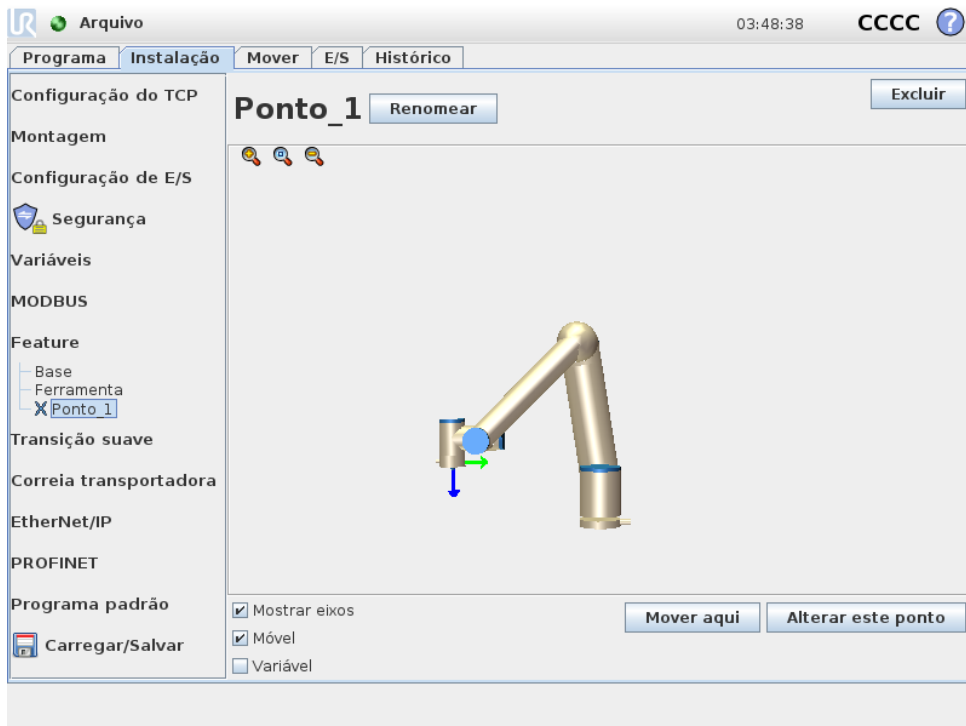 UR Arquivo 03:48:38 CCCC ?
Programa Instalação Mover E/S Histórico
Configuração do TCP
Montagem
Configuração de E/S
Segurança
Variáveis
MODBUS
Feature
Base
Ferramenta
Ponto_1
Transição suave
Correia transportadora
EtherNet/IP
PROFINET
Programa padrão
Carregar/Salvar
Ponto_1 Renomear Excluir
Mostrar eixos
Móvel
Variável
Mover aqui Alterar este ponto